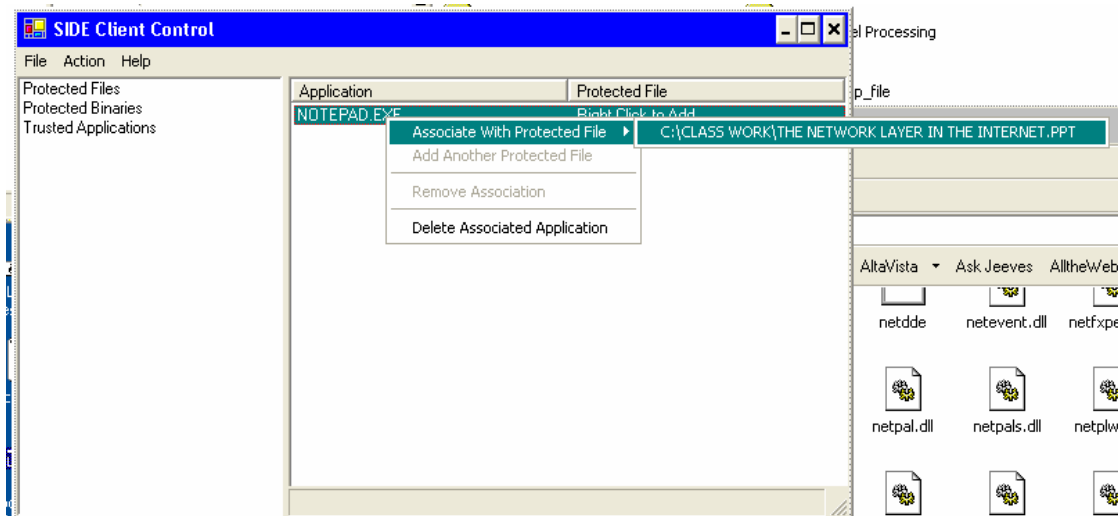 SIDE Client Control
el Processing
File Action Help
Protected Files
Protected Binaries
Trusted Applications
Application Protected File
p_file
NOTEPAD.EXE Right Click to Add
Associate With Protected File C:\CLASS WORK\THE NETWORK LAYER IN THE INTERNET.PPT
Add Another Protected File
Remove Association
Delete Associated Application
AltaVista Ask Jeeves AlltheWeb
netdde netevent.dll netfxpe
netpal.dll netpals.dll netplw